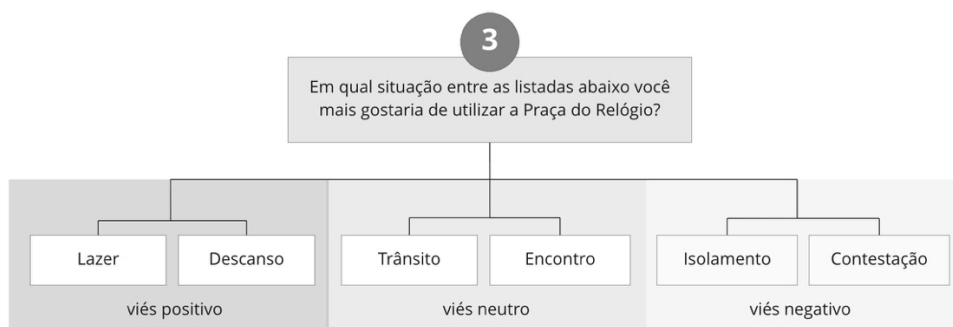 3
Em qual situação entre as listadas abaixo você
mais gostaria de utilizar a Praça do Relógio?
Lazer
Descanso
Trânsito
Encontro
Isolamento
Contestação
viés positivo
viés neutro
viés negativo